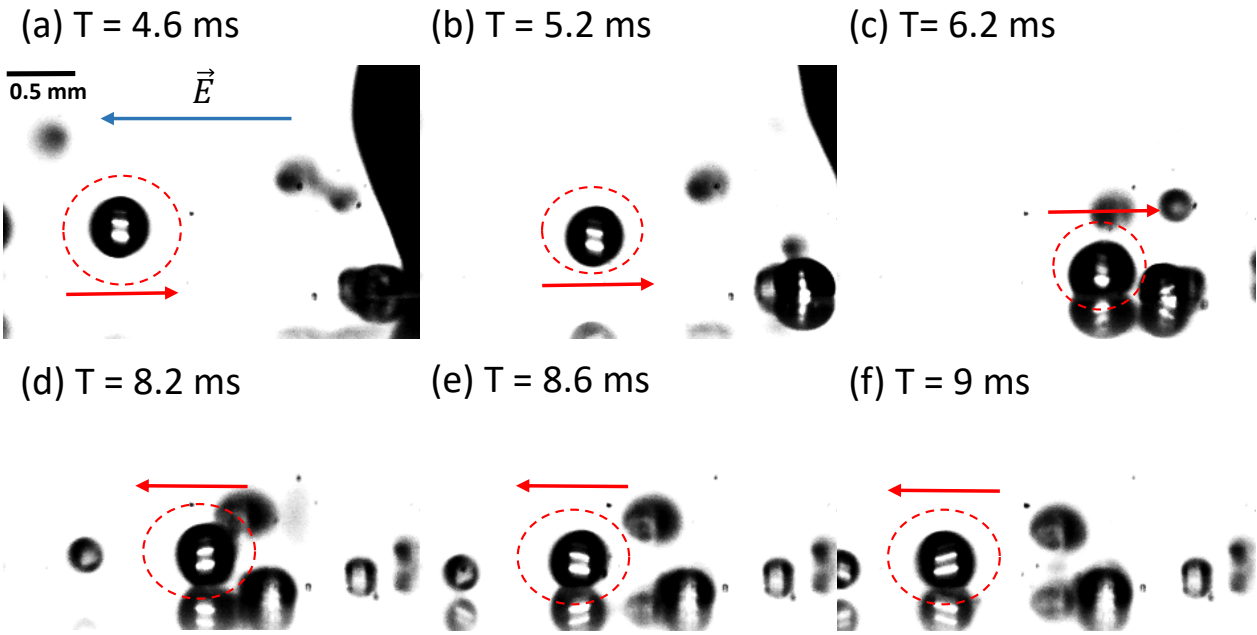 (a) T = 4.6 ms
(b) T = 5.2 ms
(c) T= 6.2 ms
0.5 mm
E⃗
(d) T = 8.2 ms
(e) T = 8.6 ms
(f) T = 9 ms